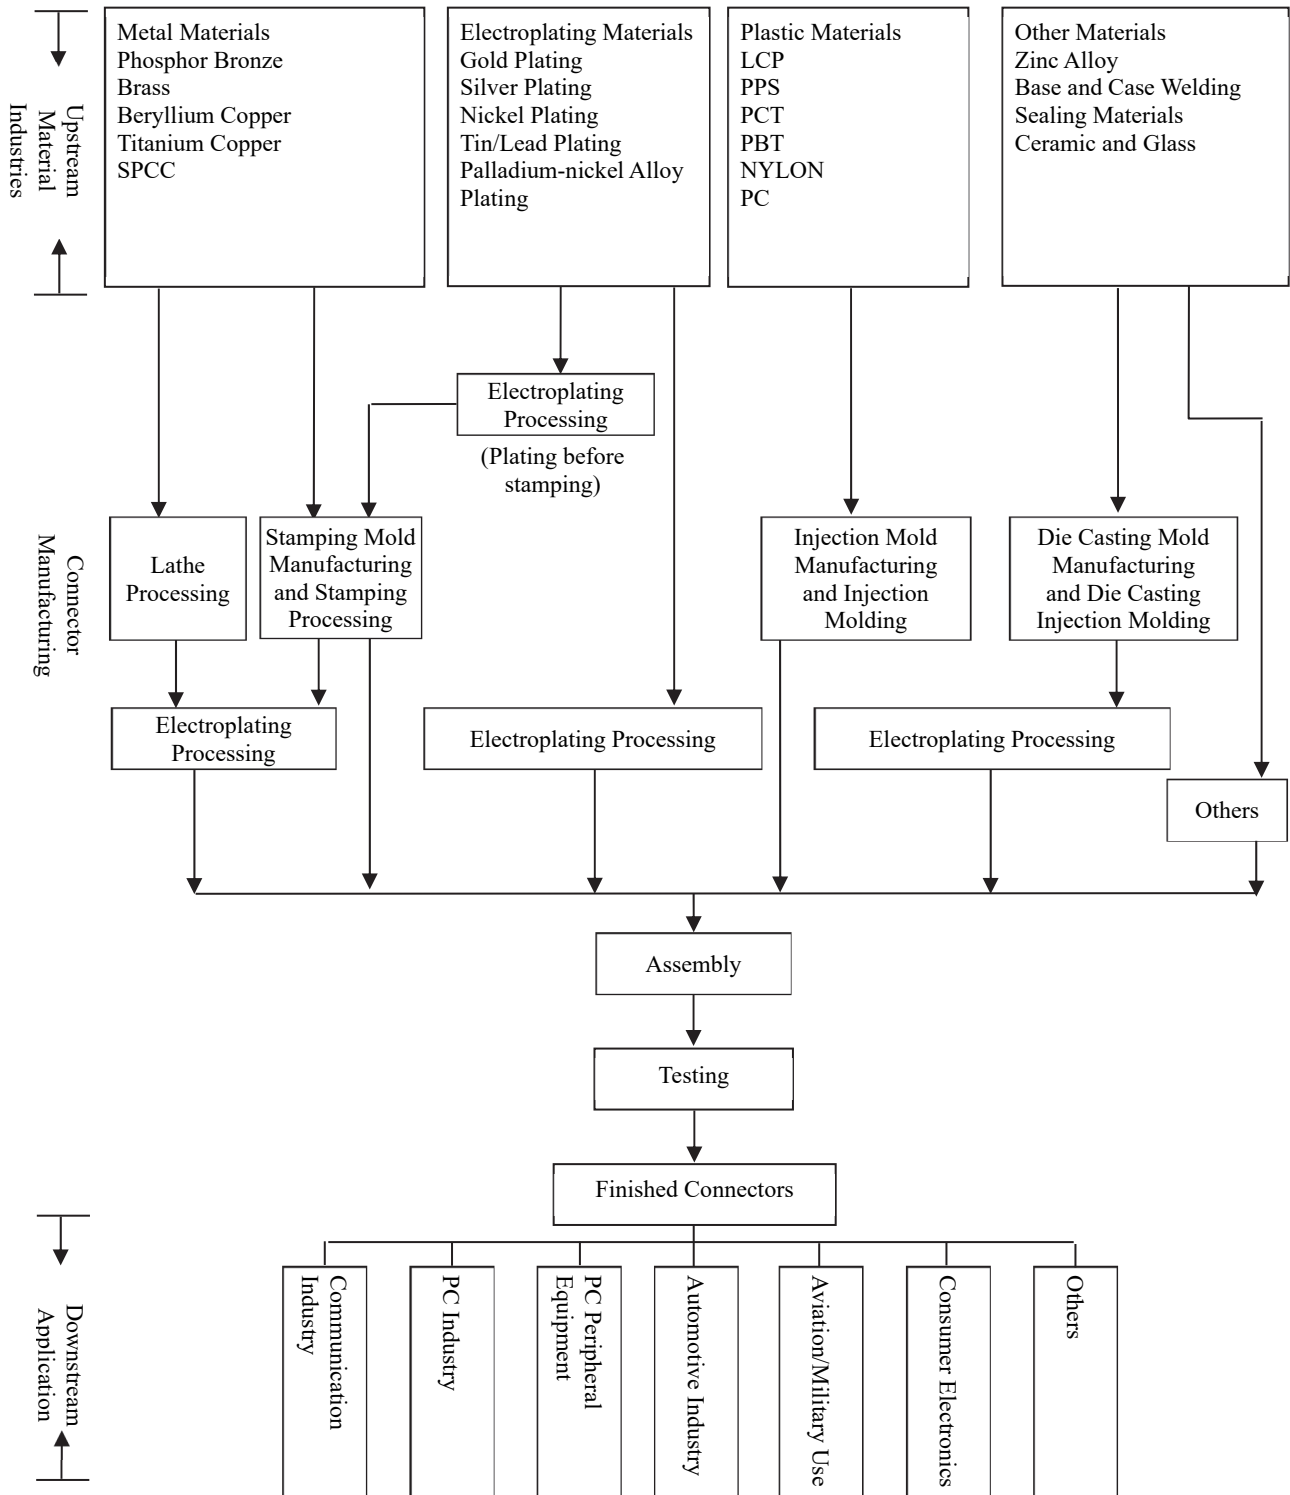 Upstream
Material
Industries
Metal Materials
Phosphor Bronze
Brass
Beryllium Copper
Titanium Copper
SPCC
Electroplating Materials
Gold Plating
Silver Plating
Nickel Plating
Tin/Lead Plating
Palladium-nickel Alloy
Plating
Plastic Materials
LCP
PPS
PCT
PBT
NYLON
PC
Other Materials
Zinc Alloy
Base and Case Welding
Sealing Materials
Ceramic and Glass
Electroplating
Processing
(Plating before
stamping)
Connector
Manufacturing
Lathe
Processing
Stamping Mold
Manufacturing
and Stamping
Processing
Injection Mold
Manufacturing
and Injection
Molding
Die Casting Mold
Manufacturing
and Die Casting
Injection Molding
Electroplating
Processing
Electroplating Processing
Electroplating Processing
Others
Assembly
Testing
Finished Connectors
Downstream
Application
Communication
Industry
PC Industry
PC Peripheral
Equipment
Automotive Industry
Aviation/Military Use
Consumer Electronics
Others